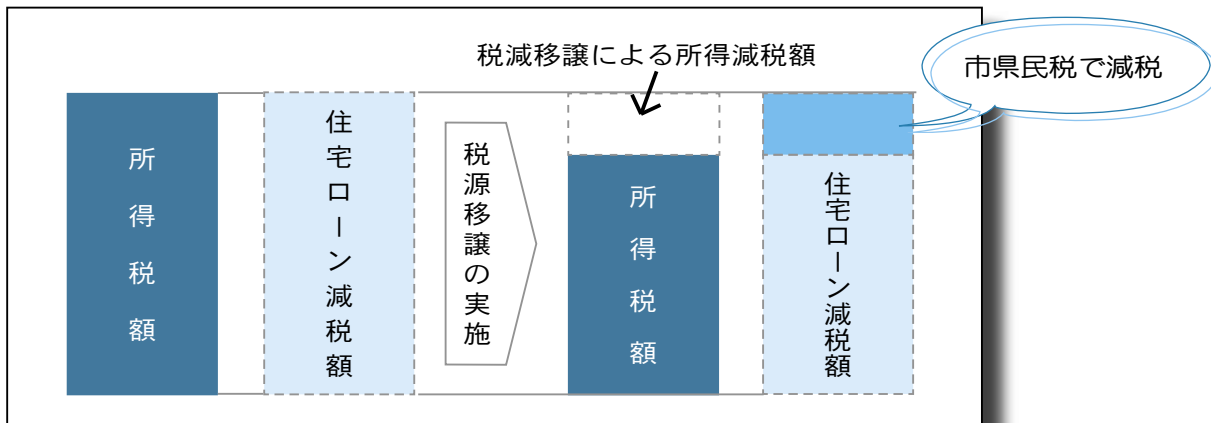 税減移譲による所得減税額
市県民税で減税
所得税額
住宅ローン減税額
税源移譲の実施
所得税額
住宅ローン減税額